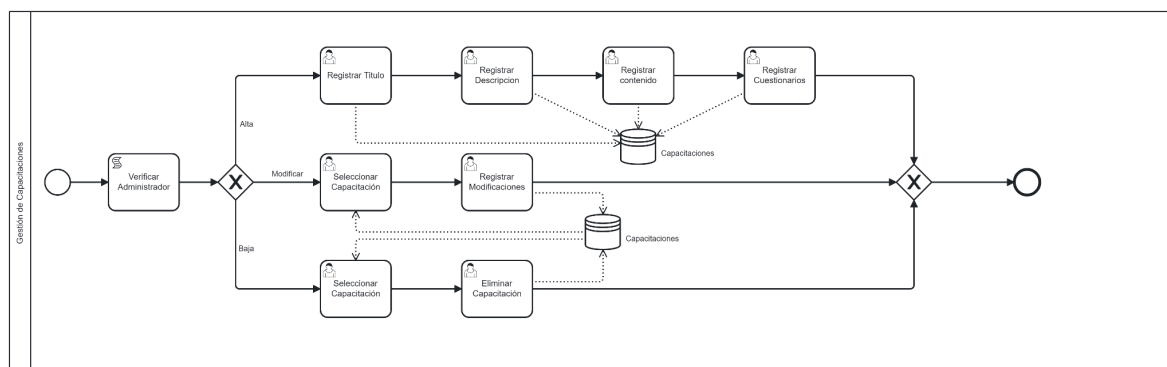 Gestión de Capacitaciones
Registrar Titulo
Registrar
Descripcion
Registrar
contenido
Registrar
Cuestionarios
Alta
Capacitaciones
Verificar
Administrador
Modificar
Seleccionar
Capacitación
Registrar
Modificaciones
Capacitaciones
Baja
Seleccionar
Capacitación
Eliminar
Capacitación